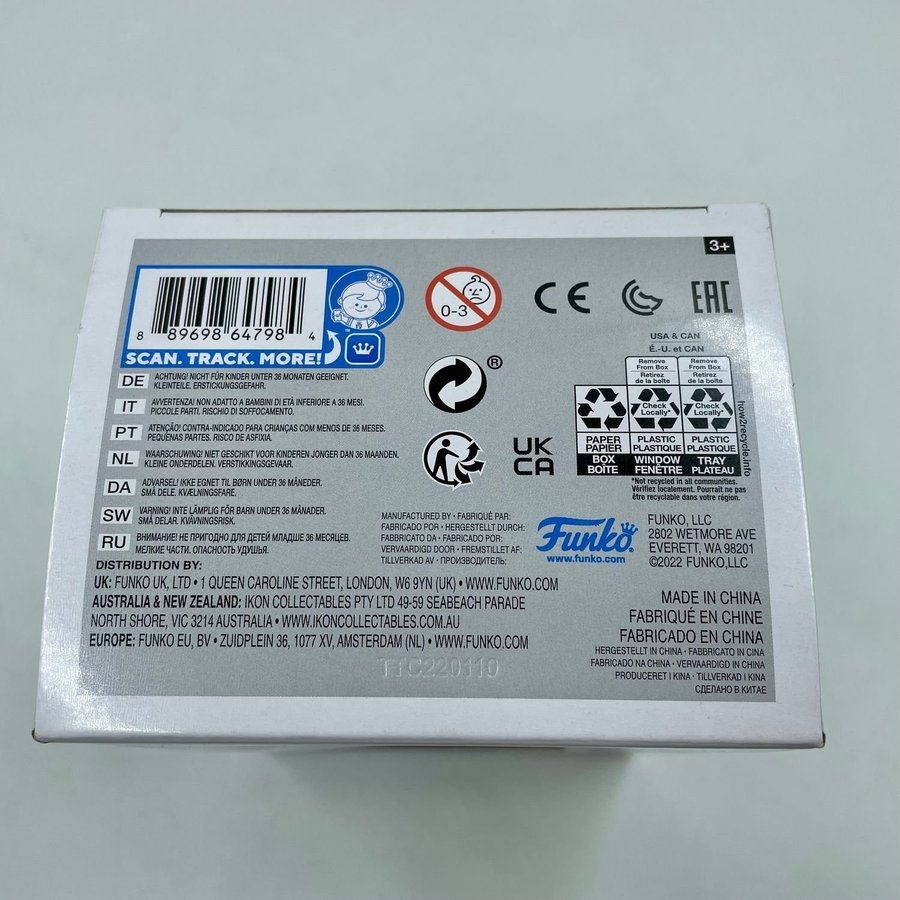 3+
8 89698 64798 4
SCAN. TRACK. MORE!
™
0-3
CE
EAC
®
UK
CA
USA & CAN
É.-U. et CAN
Remove From Box
Retirez de la boîte
Remove From Box
Retirez de la boîte
Check Locally*
Check Locally*
PAPER
PAPIER
PLASTIC
PLASTIQUE
PLASTIC
PLASTIQUE
BOX
BOÎTE
WINDOW
FENÊTRE
TRAY
PLATEAU
*Not recycled in all communities.
Vérifiez localement. Pourrait ne pas
être recyclable dans votre région.
how2recycle.info
DE ACHTUNG! NICHT FÜR KINDER UNTER 36 MONATEN GEEIGNET.
KLEINTEILE. ERSTICKUNGSGEFAHR.
IT AVVERTENZA! NON ADATTO A BAMBINI DI ETÀ INFERIORE A 36 MESI.
PICCOLE PARTI. RISCHIO DI SOFFOCAMENTO.
PT ATENÇÃO! CONTRA-INDICADO PARA CRIANÇAS COM MENOS DE 36 MESES.
PEQUENAS PARTES. RISCO DE ASFIXIA.
NL WAARSCHUWING! NIET GESCHIKT VOOR KINDEREN JONGER DAN 36 MAANDEN.
KLEINE ONDERDELEN. VERSTIKKINGSGEVAAR.
DA ADVARSEL! IKKE EGNET TIL BØRN UNDER 36 MÅNEDER.
SMÅ DELE. KVÆLNINGSFARE.
SW VARNING! INTE LÄMPLIG FÖR BARN UNDER 36 MÅNADER.
SMÅ DELAR. KVÄVNINGSRISK.
RU ВНИМАНИЕ! НЕ ПРИГОДНО ДЛЯ ДЕТЕЙ МЛАДШЕ 36 МЕСЯЦЕВ.
МЕЛКИЕ ЧАСТИ. ОПАСНОСТЬ УДУШЬЯ.
MANUFACTURED BY • FABRIQUÉ PAR:
FABRICADO POR • HERGESTELLT DURCH:
FABBRICATO DA • FABRICADO POR:
VERVAARDIGD DOOR • FREMSTILLET AF:
TILLVERKAD AV • ПРОИЗВОДИТЕЛЬ:
Funko®
www.funko.com
FUNKO, LLC
2802 WETMORE AVE
EVERETT, WA 98201
©2022 FUNKO,LLC
DISTRIBUTION BY:
UK: FUNKO UK, LTD • 1 QUEEN CAROLINE STREET, LONDON, W6 9YN (UK) • WWW.FUNKO.COM
AUSTRALIA & NEW ZEALAND: IKON COLLECTABLES PTY LTD 49-59 SEABEACH PARADE
NORTH SHORE, VIC 3214 AUSTRALIA • WWW.IKONCOLLECTABLES.COM.AU
EUROPE: FUNKO EU, BV • ZUIDPLEIN 36, 1077 XV, AMSTERDAM (NL) • WWW.FUNKO.COM
MADE IN CHINA
FABRIQUÉ EN CHINE
FABRICADO EN CHINA
HERGESTELLT IN CHINA • FABBRICATO IN CINA
FABRICADO NA CHINA • VERVAARDIGD IN CHINA
PRODUCERET I KINA • TILLVERKAD I KINA
СДЕЛАНО В КИТАЕ
TTC220110